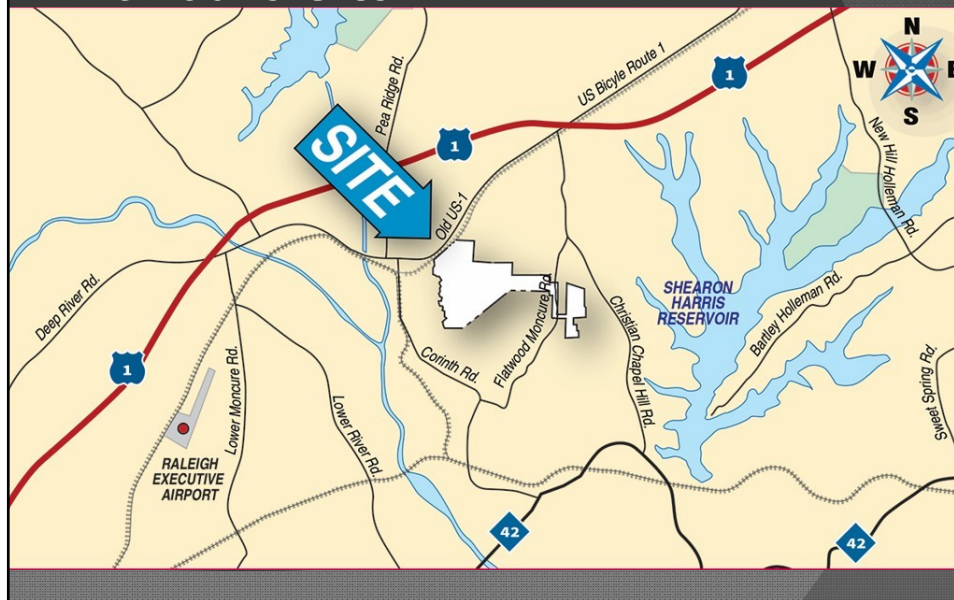 N
W
E
S
1
1
1
US Bicyle Route 1
Pea Ridge Rd.
SITE
Old US-1
New Hill Holleman Rd.
Deep River Rd.
SHEARON
HARRIS
RESERVOIR
Bartley Holleman Rd.
Flatwood Moncure Rd.
Christian Chapel Hill Rd.
Corinth Rd.
Lower Moncure Rd.
Lower River Rd.
Sweet Spring Rd.
RALEIGH
EXECUTIVE
AIRPORT
42
42